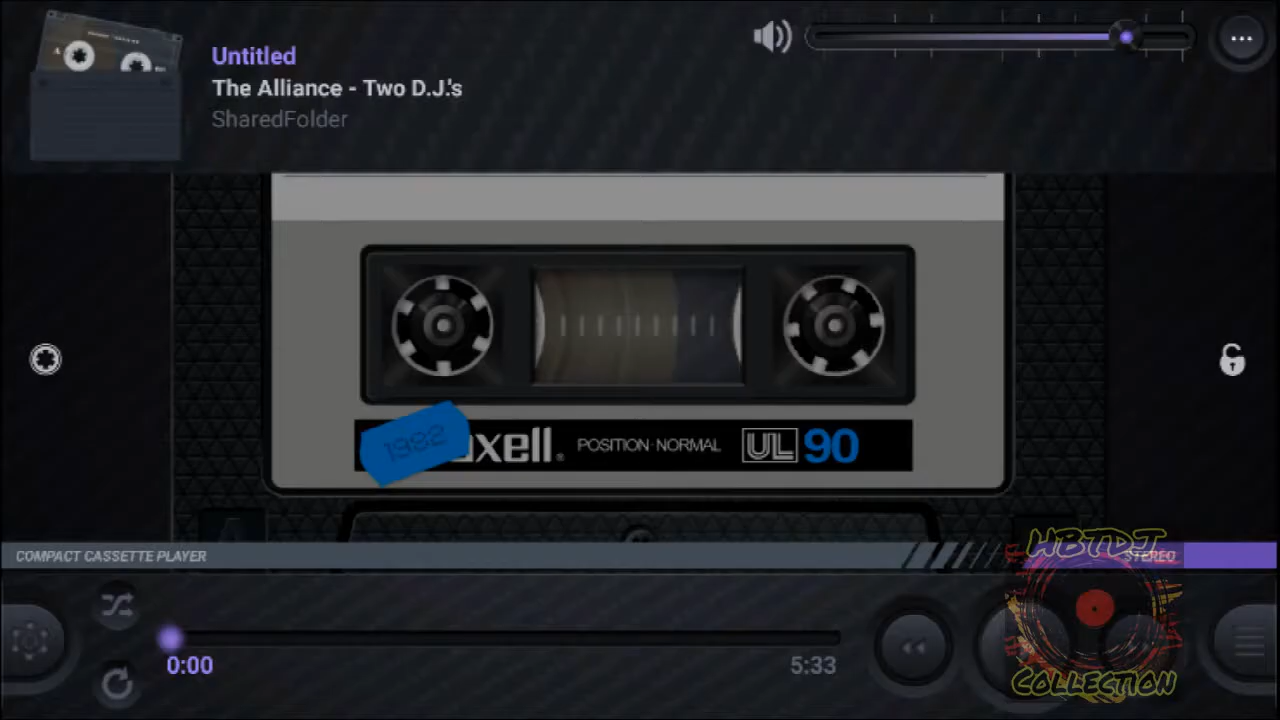 Untitled
The Alliance - Two D.J.'s
SharedFolder
1982
xell
POSITION·NORMAL
UL 90
COMPACT CASSETTE PLAYER
HBTDJ
STEREO
0:00
5:33
COLLECTION